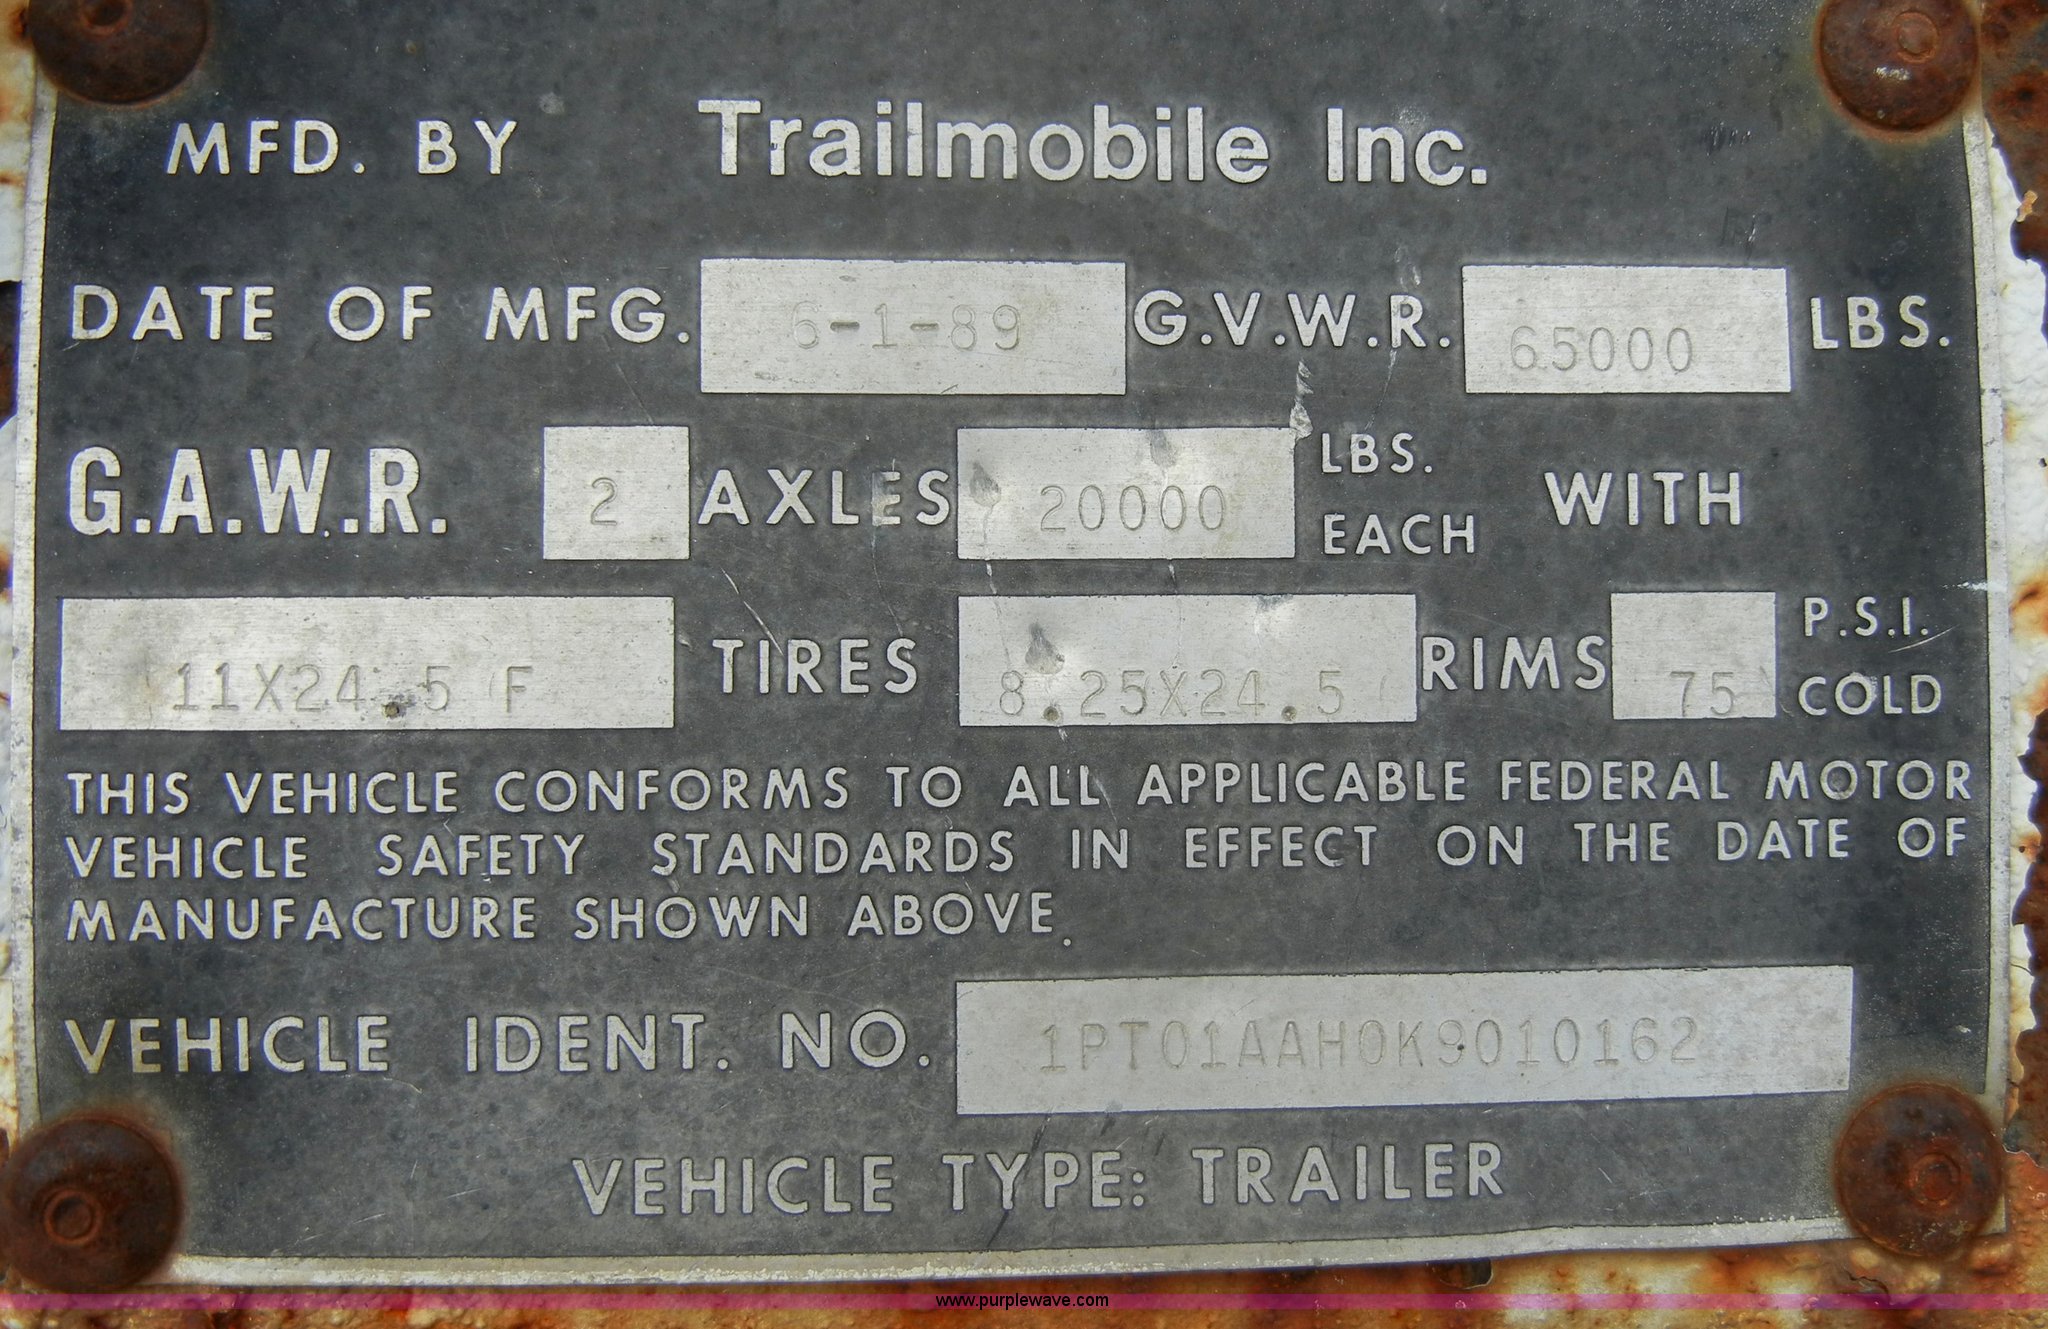 MFD. BY Trailmobile Inc.
DATE OF MFG. 6-1-89 G.V.W.R. 65000 LBS.
G.A.W.R. 2 AXLES 20000 LBS. EACH WITH
11X24.5 F TIRES 8.25X24.5 RIMS 75 P.S.I. COLD
THIS VEHICLE CONFORMS TO ALL APPLICABLE FEDERAL MOTOR
VEHICLE SAFETY STANDARDS IN EFFECT ON THE DATE OF
MANUFACTURE SHOWN ABOVE.
VEHICLE IDENT. NO. 1PT01AAH0K9010162
VEHICLE TYPE: TRAILER
www.purplewave.com